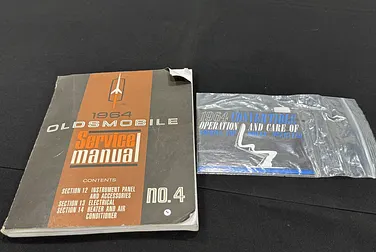 1964
OLDSMOBILE
Service
manual
CONTENTS
SECTION 12 INSTRUMENT PANEL
AND ACCESSORIES
SECTION 13 ELECTRICAL
SECTION 14 HEATER AND AIR
CONDITIONER
no. 4
1964
OPERATION AND CARE OF